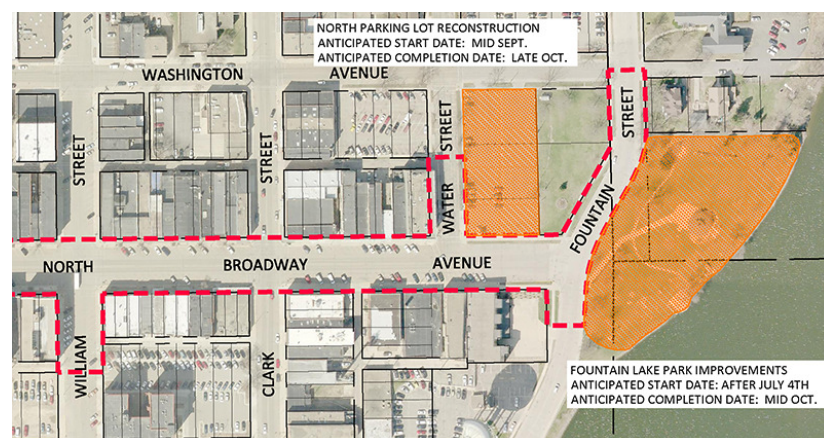 NORTH PARKING LOT RECONSTRUCTION
ANTICIPATED START DATE: MID SEPT.
ANTICIPATED COMPLETION DATE: LATE OCT.
WASHINGTON AVENUE
STREET
STREET
STREET
STREET
WATER
FOUNTAIN
NORTH BROADWAY AVENUE
WILLIAM
CLARK
FOUNTAIN LAKE PARK IMPROVEMENTS
ANTICIPATED START DATE: AFTER JULY 4TH
ANTICIPATED COMPLETION DATE: MID OCT.